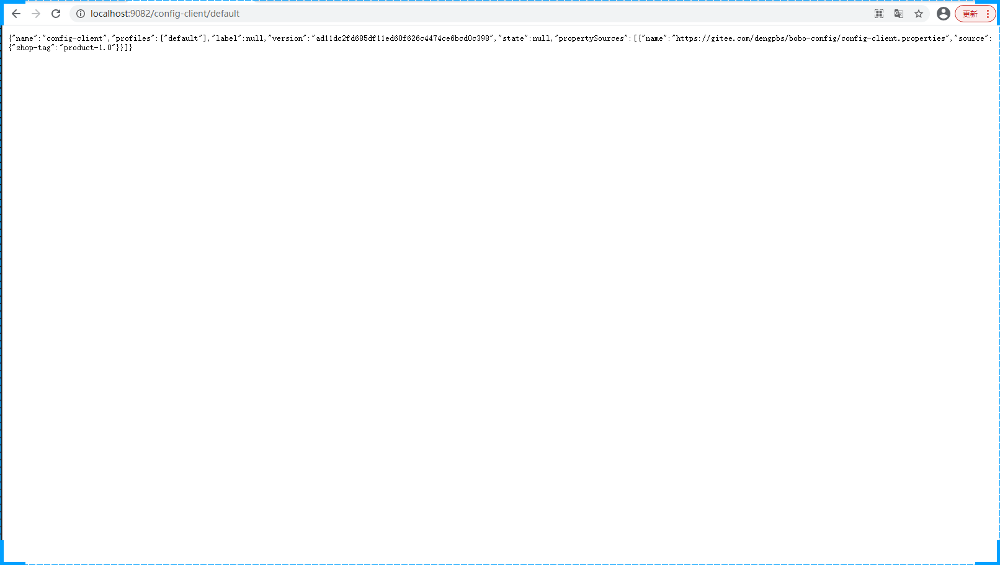 localhost:9082/config-client/default
更新
{"name":"config-client","profiles":["default"],"label":null,"version":"ad11dc2fd685df11ed60f626c4474ce6bcd0c398","state":null,"propertySources":[{"name":"https://gitee.com/dengpbs/bobo-config/config-client.properties","source":
{"shop-tag":"product-1.0"}}]}